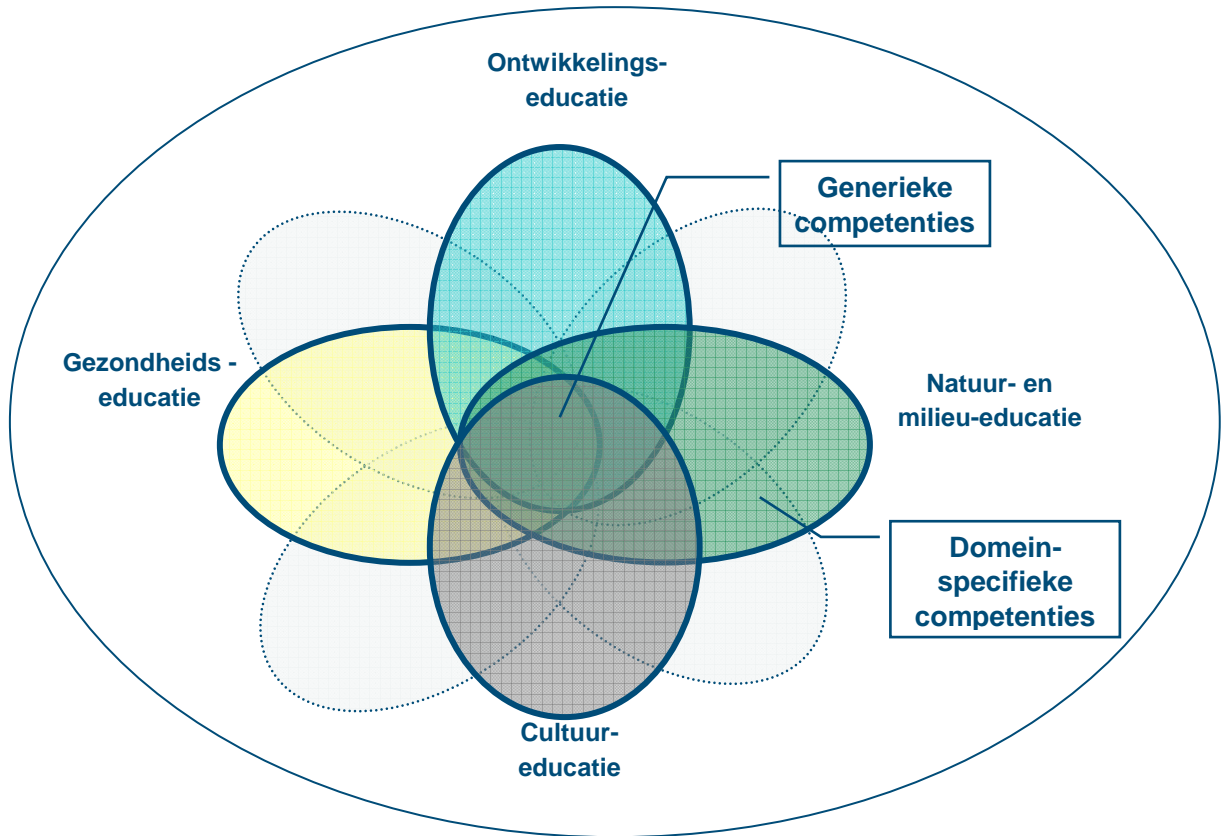 Ontwikkelings-
educatie
Generieke
competenties
Gezondheids -
educatie
Natuur- en
milieu-educatie
Domein-
specifieke
competenties
Cultuur-
educatie